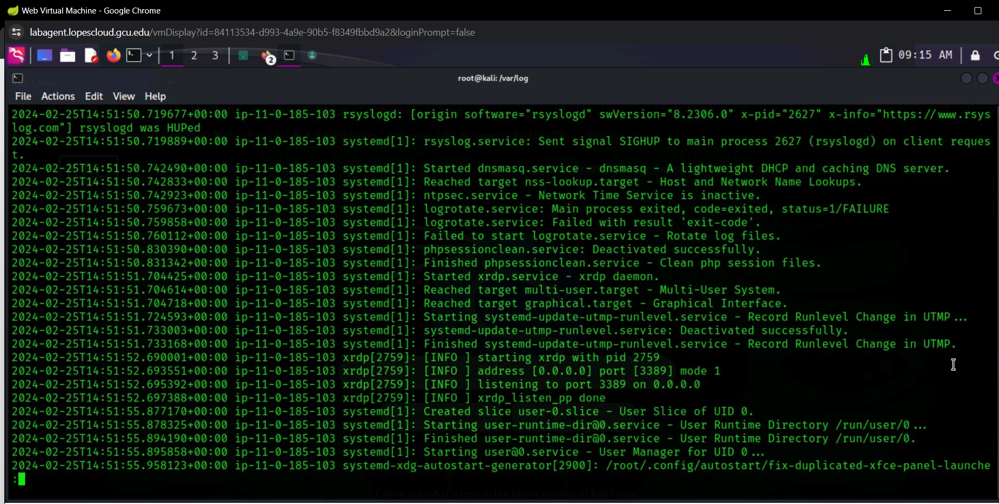 Web Virtual Machine - Google Chrome
labagent.lopescloud.gcu.edu/vmDisplay?id=84113534-d993-4a9e-90b5-f8349fbbd9a2&loginPrompt=false
1 2 3 2 09:15 AM
root@kali: /var/log
File Actions Edit View Help
2024-02-25T14:51:50.719677+00:00 ip-11-0-185-103 rsyslogd: [origin software="rsyslogd" swVersion="8.2306.0" x-pid="2627" x-info="https://www.rsys
log.com"] rsyslogd was HUPed
2024-02-25T14:51:50.719889+00:00 ip-11-0-185-103 systemd[1]: rsyslog.service: Sent signal SIGHUP to main process 2627 (rsyslogd) on client reques
t.
2024-02-25T14:51:50.742490+00:00 ip-11-0-185-103 systemd[1]: Started dnsmasq.service - dnsmasq - A lightweight DHCP and caching DNS server.
2024-02-25T14:51:50.742833+00:00 ip-11-0-185-103 systemd[1]: Reached target nss-lookup.target - Host and Network Name Lookups.
2024-02-25T14:51:50.742923+00:00 ip-11-0-185-103 systemd[1]: ntpsec.service - Network Time Service is inactive.
2024-02-25T14:51:50.759673+00:00 ip-11-0-185-103 systemd[1]: logrotate.service: Main process exited, code=exited, status=1/FAILURE
2024-02-25T14:51:50.759858+00:00 ip-11-0-185-103 systemd[1]: logrotate.service: Failed with result 'exit-code'.
2024-02-25T14:51:50.760112+00:00 ip-11-0-185-103 systemd[1]: Failed to start logrotate.service - Rotate log files.
2024-02-25T14:51:50.830390+00:00 ip-11-0-185-103 systemd[1]: phpsessionclean.service: Deactivated successfully.
2024-02-25T14:51:50.831342+00:00 ip-11-0-185-103 systemd[1]: Finished phpsessionclean.service - Clean php session files.
2024-02-25T14:51:51.704425+00:00 ip-11-0-185-103 systemd[1]: Started xrdp.service - xrdp daemon.
2024-02-25T14:51:51.704614+00:00 ip-11-0-185-103 systemd[1]: Reached target multi-user.target - Multi-User System.
2024-02-25T14:51:51.704718+00:00 ip-11-0-185-103 systemd[1]: Reached target graphical.target - Graphical Interface.
2024-02-25T14:51:51.724593+00:00 ip-11-0-185-103 systemd[1]: Starting systemd-update-utmp-runlevel.service - Record Runlevel Change in UTMP...
2024-02-25T14:51:51.733003+00:00 ip-11-0-185-103 systemd[1]: systemd-update-utmp-runlevel.service: Deactivated successfully.
2024-02-25T14:51:51.733168+00:00 ip-11-0-185-103 systemd[1]: Finished systemd-update-utmp-runlevel.service - Record Runlevel Change in UTMP.
2024-02-25T14:51:52.690001+00:00 ip-11-0-185-103 xrdp[2759]: [INFO ] starting xrdp with pid 2759
2024-02-25T14:51:52.693551+00:00 ip-11-0-185-103 xrdp[2759]: [INFO ] address [0.0.0.0] port [3389] mode 1
2024-02-25T14:51:52.695392+00:00 ip-11-0-185-103 xrdp[2759]: [INFO ] listening to port 3389 on 0.0.0.0
2024-02-25T14:51:52.697388+00:00 ip-11-0-185-103 xrdp[2759]: [INFO ] xrdp_listen_pp done
2024-02-25T14:51:55.877170+00:00 ip-11-0-185-103 systemd[1]: Created slice user-0.slice - User Slice of UID 0.
2024-02-25T14:51:55.878325+00:00 ip-11-0-185-103 systemd[1]: Starting user-runtime-dir@0.service - User Runtime Directory /run/user/0...
2024-02-25T14:51:55.894190+00:00 ip-11-0-185-103 systemd[1]: Finished user-runtime-dir@0.service - User Runtime Directory /run/user/0.
2024-02-25T14:51:55.895858+00:00 ip-11-0-185-103 systemd[1]: Starting user@0.service - User Manager for UID 0...
2024-02-25T14:51:55.958123+00:00 ip-11-0-185-103 systemd-xdg-autostart-generator[2900]: /root/.config/autostart/fix-duplicated-xfce-panel-launche
:
Check out what's new in the latest release of Kali Linux!